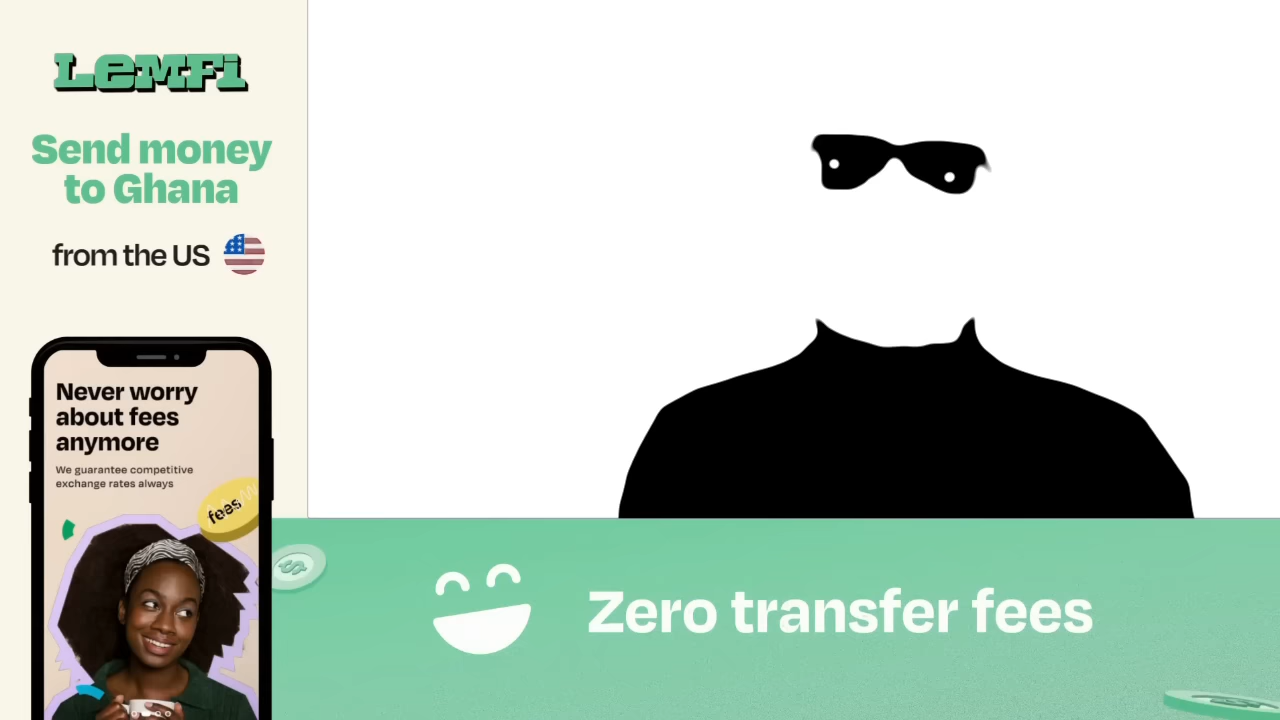 LEMFi
Send money
to Ghana
from the US
Never worry
about fees
anymore
We guarantee competitive
exchange rates always
fees
Zero transfer fees